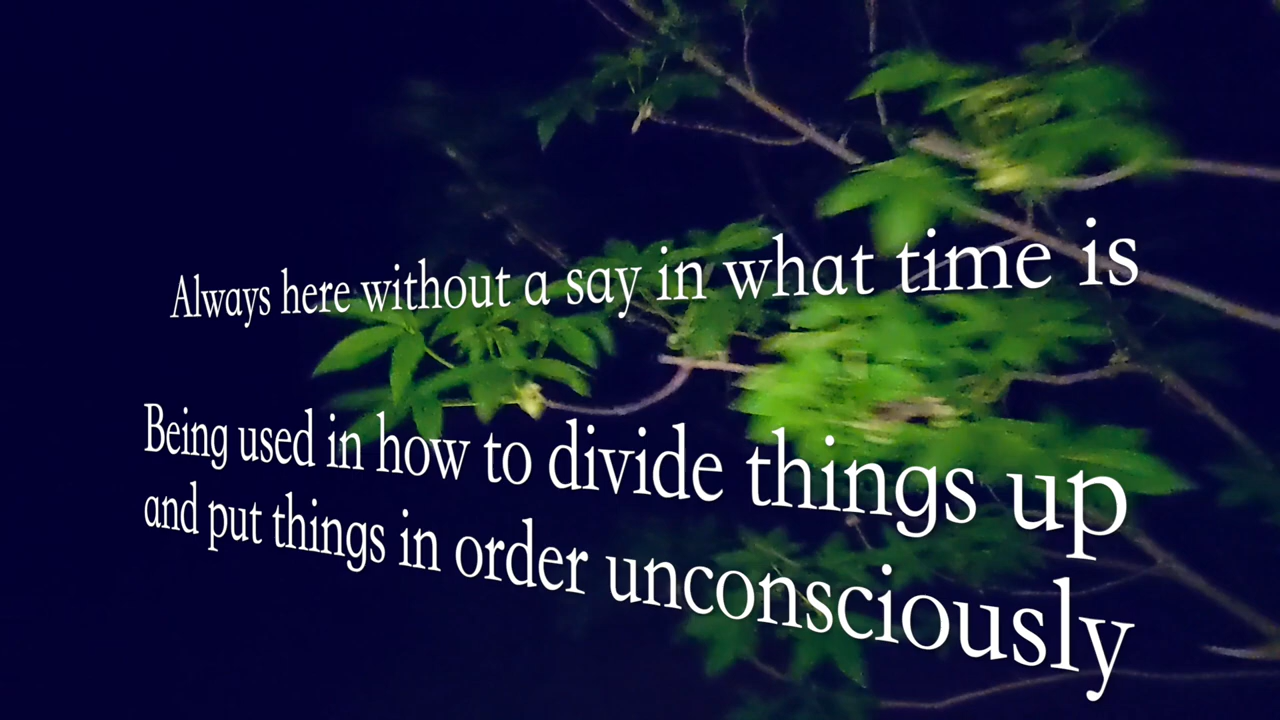 Always here without a say in what time is
Being used in how to divide things up
and put things in order unconsciously